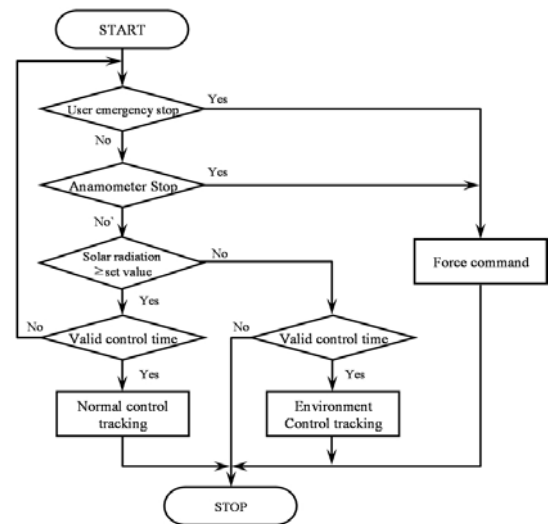 START
User emergency stop
Yes
No
Anamometer Stop
Yes
No`
Solar radiation
≥set value
No
Yes
Force command
No
Valid control time
No
Valid control time
Yes
Yes
Normal control
tracking
Environment
Control tracking
STOP